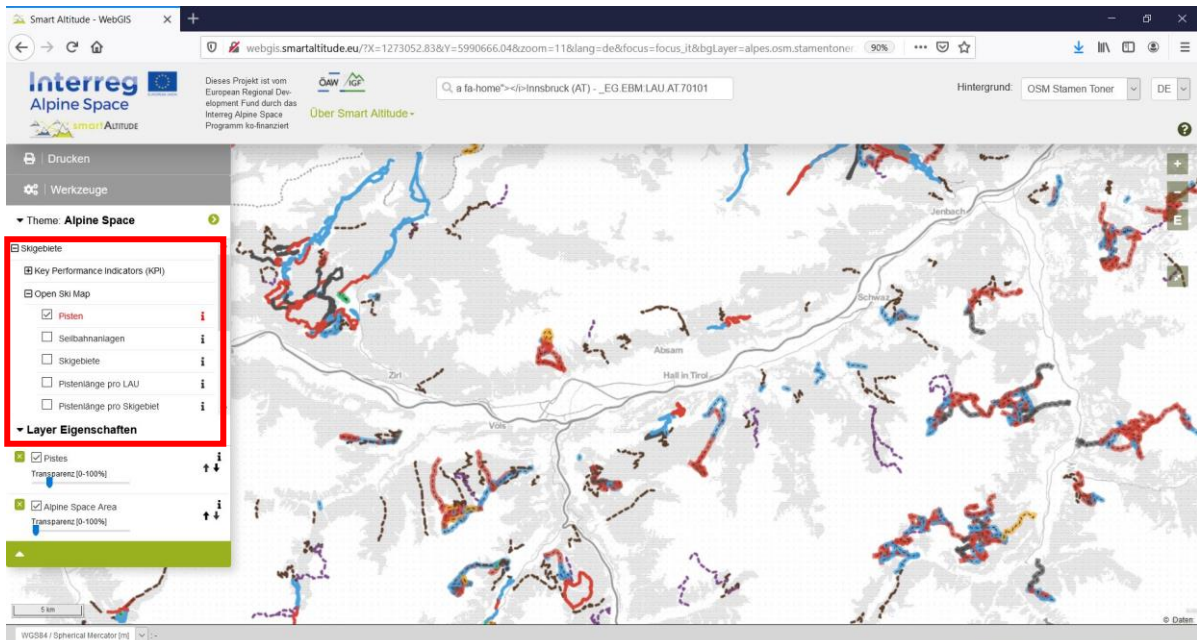 Smart Altitude - WebGIS
webgis.smartaltitude.eu/?X=1273052.83&Y=5990666.04&zoom=11&lang=de&focus=focus_it&bgLayer=alpes.osm.stamentoner
90%
Interreg
Alpine Space
smartALTITUDE
Dieses Projekt ist vom
European Regional Dev-
elopment Fund durch das
Interreg Alpine Space
Programm ko-finanziert
ÖAW IGF
Über Smart Altitude
a fa-home"></i>Innsbruck (AT) - _EG.EBM:LAU.AT.70101
Hintergrund: OSM Stamen Toner DE
Drucken
Werkzeuge
Theme: Alpine Space
Skigebiete
Key Performance Indicators (KPI)
Open Ski Map
Pisten
Seilbahnanlagen
Skigebiete
Pistenlänge pro LAU
Pistenlänge pro Skigebiet
Layer Eigenschaften
Pistes
Transparenz [0-100%]
Alpine Space Area
Transparenz [0-100%]
Jenbach
Schwaz
Absam
Hall in Tirol
Zirl
Völs
E
5 km
© Daten:
WGS84 / Spherical Mercator [m]